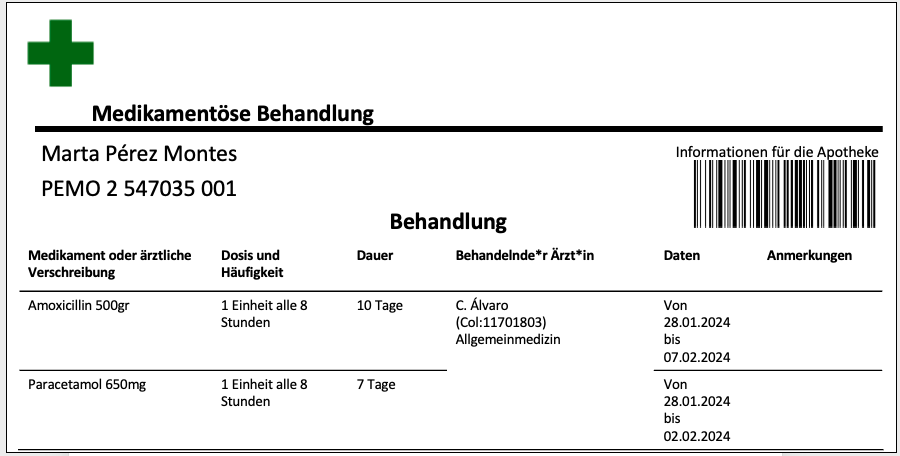 Medikamentöse Behandlung
Marta Pérez Montes
Informationen für die Apotheke
PEMO 2 547035 001
Behandlung
Medikament oder ärztliche Verschreibung
Dosis und Häufigkeit
Dauer
Behandelnde*r Ärzt*in
Daten
Anmerkungen
Amoxicillin 500gr
1 Einheit alle 8
Stunden
10 Tage
C. Álvaro
(Col:11701803)
Allgemeinmedizin
Von
28.01.2024
bis
07.02.2024
Paracetamol 650mg
1 Einheit alle 8
Stunden
7 Tage
Von
28.01.2024
bis
02.02.2024